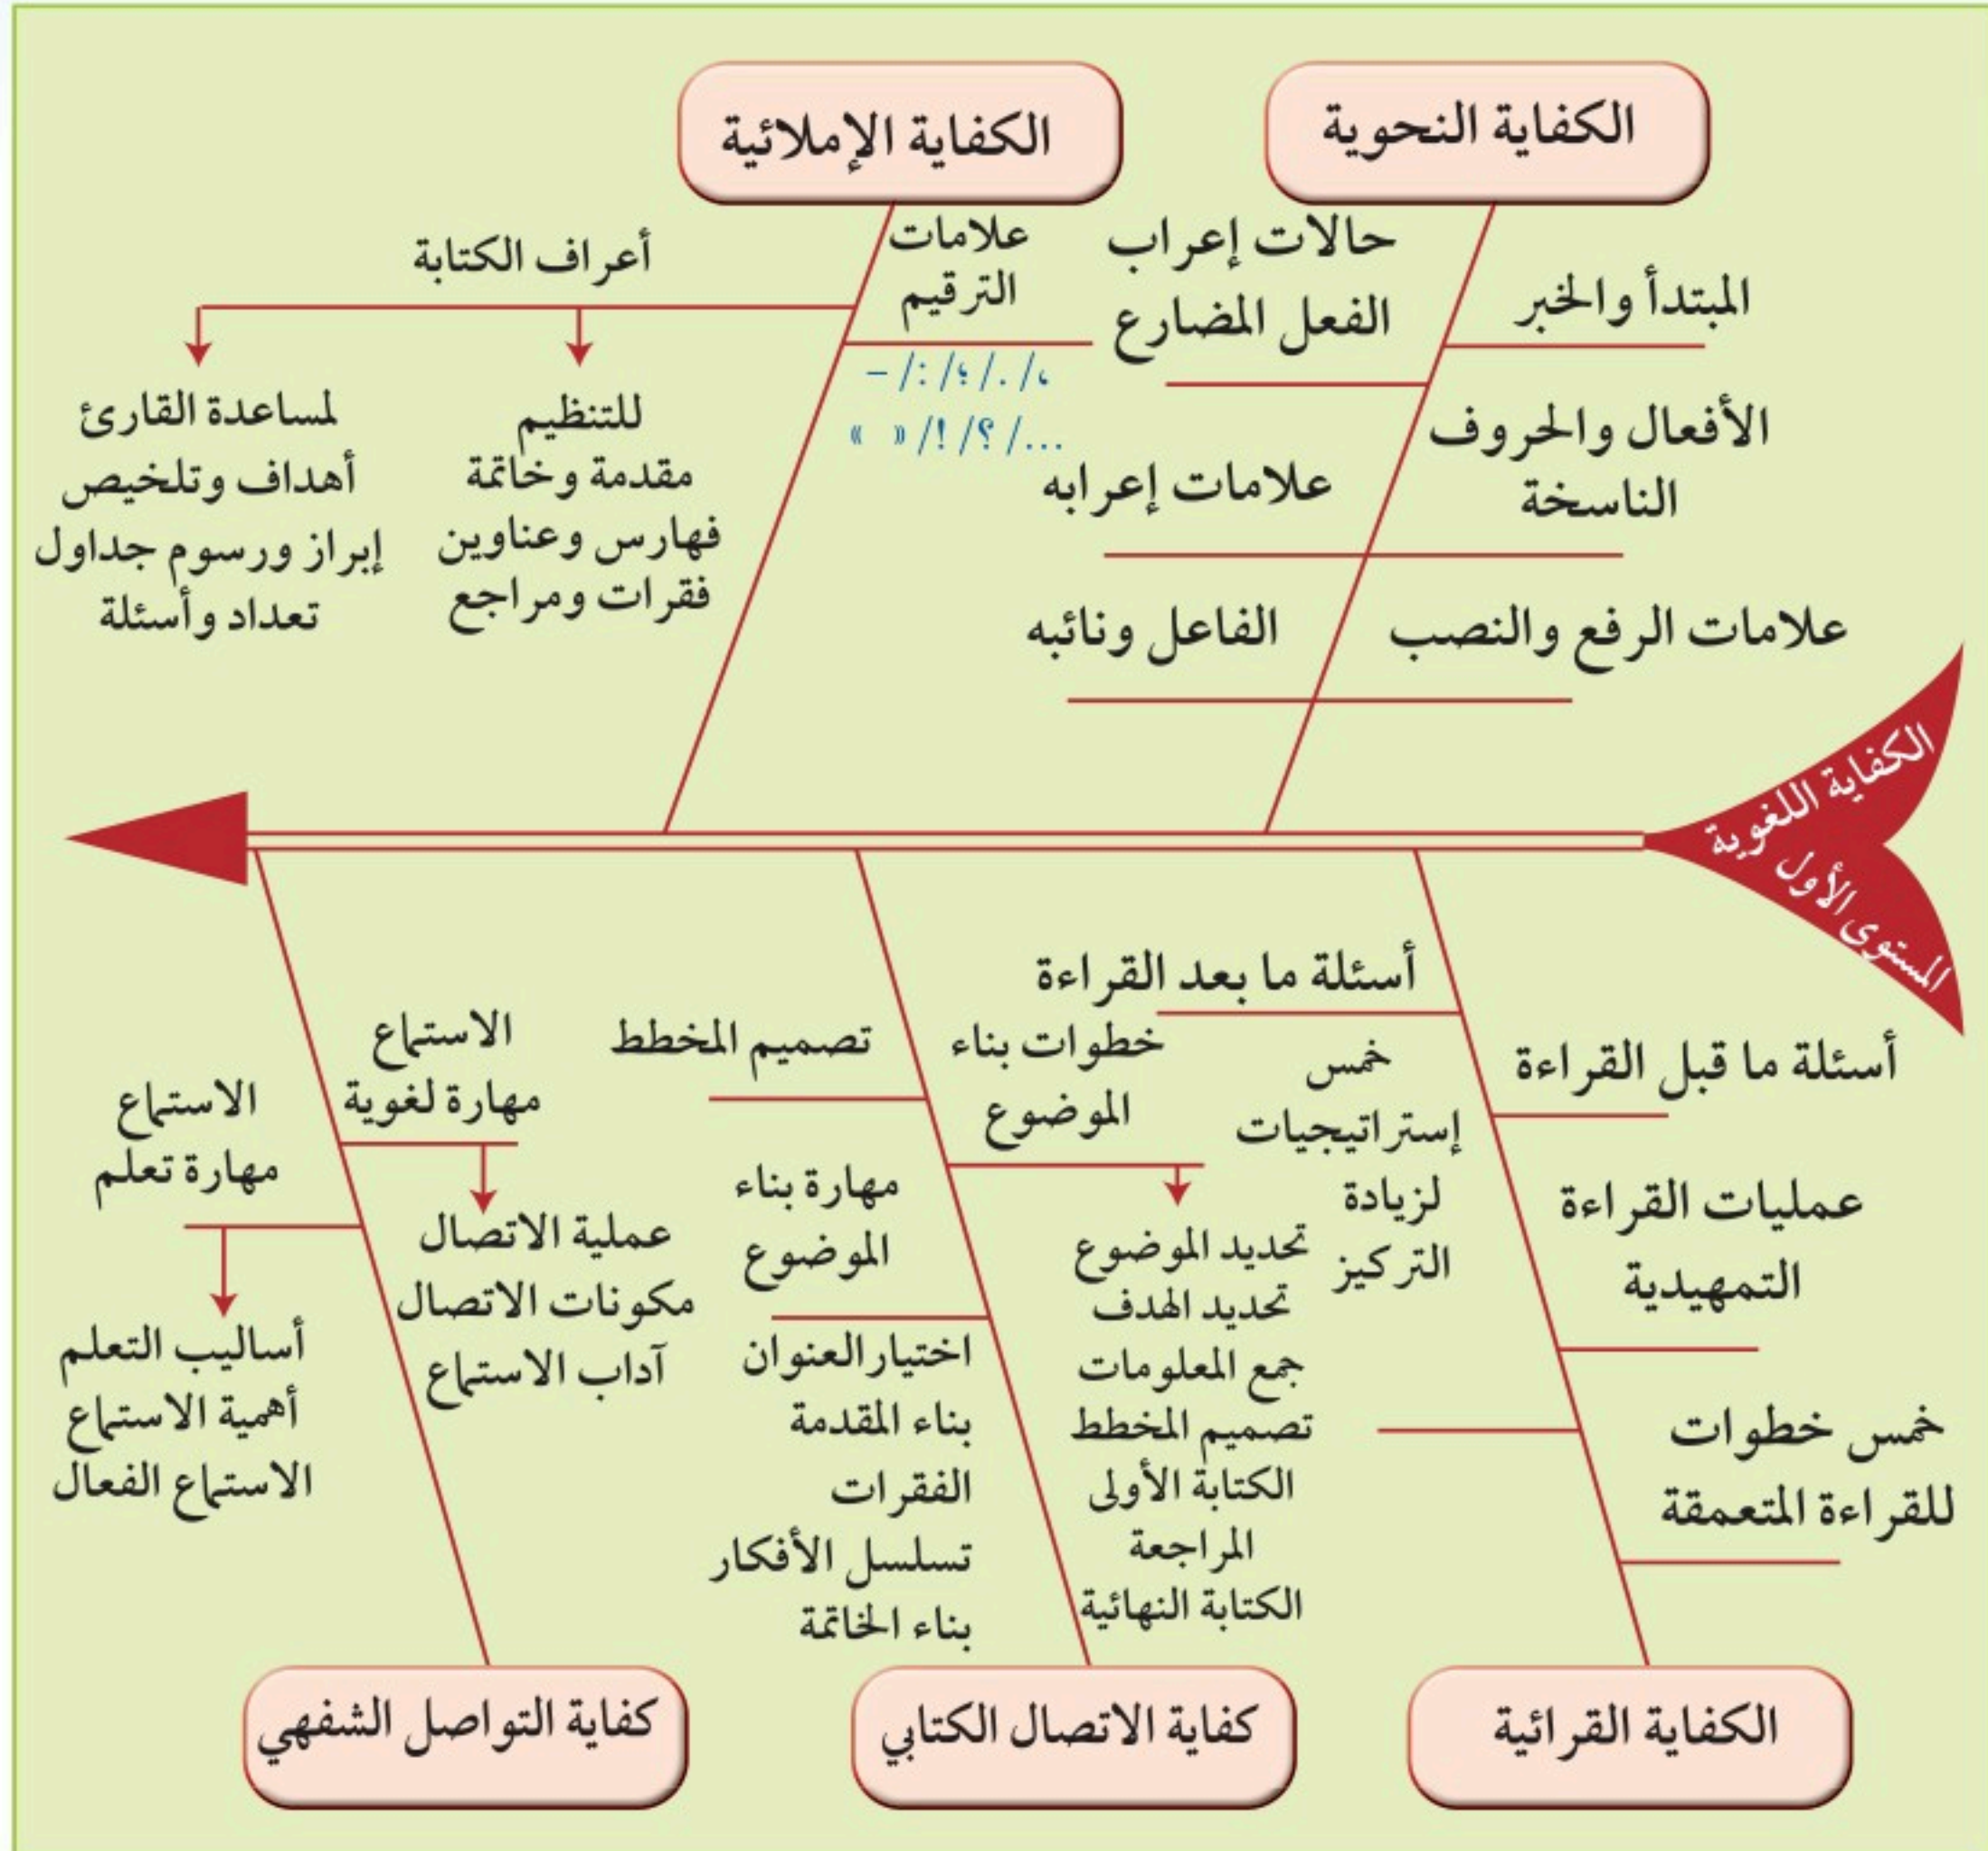 الكفاية النحوية
المبتدأ والخبر
الأفعال والحروف
الناسخة
علامات الرفع والنصب
حالات إعراب
الفعل المضارع
علامات إعرابه
الفاعل ونائبه
الكفاية الإملائية
علامات
الترقيم
،/ ./ ؛/ :/ –
.../ ؟/ !/ « »
أعراف الكتابة
للتنظيم
مقدمة وخاتمة
فهارس وعناوين
فقرات ومراجع
لمساعدة القارئ
أهداف وتلخيص
إبراز ورسوم جداول
تعداد وأسئلة
الكفاية اللغوية
المستوى الأول
أسئلة ما قبل القراءة
عمليات القراءة
التمهيدية
خمس خطوات
للقراءة المتعمقة
أسئلة ما بعد القراءة
خمس
إستراتيجيات
لزيادة
التركيز
الكفاية القرائية
خطوات بناء
الموضوع
تحديد الموضوع
تحديد الهدف
جمع المعلومات
تصميم المخطط
الكتابة الأولى
المراجعة
الكتابة النهائية
تصميم المخطط
مهارة بناء
الموضوع
اختيار العنوان
بناء المقدمة
الفقرات
تسلسل الأفكار
بناء الخاتمة
كفاية الاتصال الكتابي
الاستماع
مهارة لغوية
عملية الاتصال
مكونات الاتصال
آداب الاستماع
الاستماع
مهارة تعلم
أساليب التعلم
أهمية الاستماع
الاستماع الفعال
كفاية التواصل الشفهي